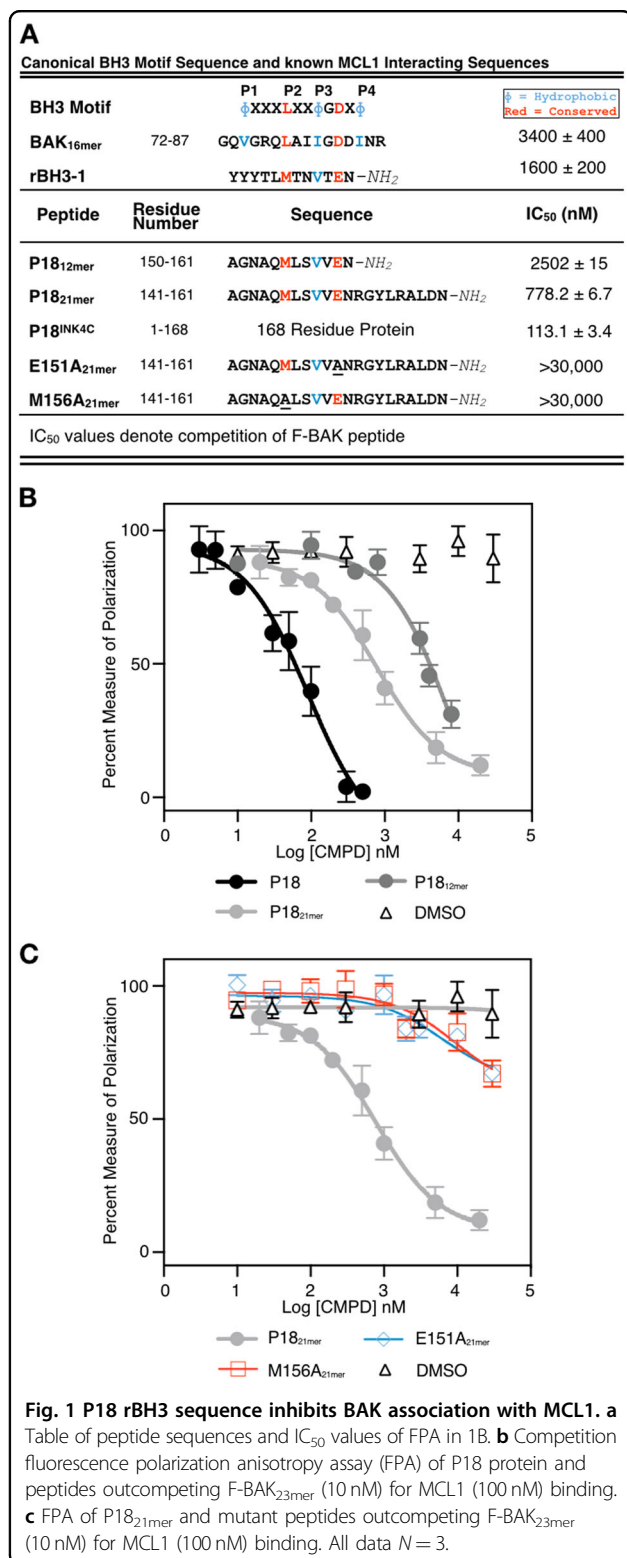 A
Canonical BH3 Motif Sequence and known MCL1 Interacting Sequences
P1 P2 P3 P4
BH3 Motif ΦXXXLXXΦGDXΦ
Φ = Hydrophobic
Red = Conserved
BAK16mer 72-87 GQVGRQLAIIGDDINR 3400 ± 400
rBH3-1 YYYTLMTNVTEN-NH2 1600 ± 200
Peptide Residue Number Sequence IC50 (nM)
P1812mer 150-161 AGNAQMLSVVEN-NH2 2502 ± 15
P1821mer 141-161 AGNAQMLSVVENRGYLRALDN-NH2 778.2 ± 6.7
P18INK4C 1-168 168 Residue Protein 113.1 ± 3.4
E151A21mer 141-161 AGNAQMLSVVANRGYLRALDN-NH2 >30,000
M156A21mer 141-161 AGNAQALSVVENRGYLRALDN-NH2 >30,000
IC50 values denote competition of F-BAK peptide
B
Percent Measure of Polarization
100
50
0
0 1 2 3 4 5
Log [CMPD] nM
P18 P1812mer
P1821mer DMSO
C
Percent Measure of Polarization
100
50
0
0 1 2 3 4 5
Log [CMPD] nM
P1821mer E151A21mer
M156A21mer DMSO
Fig. 1 P18 rBH3 sequence inhibits BAK association with MCL1. a
Table of peptide sequences and IC50 values of FPA in 1B. b Competition
fluorescence polarization anisotropy assay (FPA) of P18 protein and
peptides outcompeting F-BAK23mer (10 nM) for MCL1 (100 nM) binding.
c FPA of P1821mer and mutant peptides outcompeting F-BAK23mer
(10 nM) for MCL1 (100 nM) binding. All data N = 3.